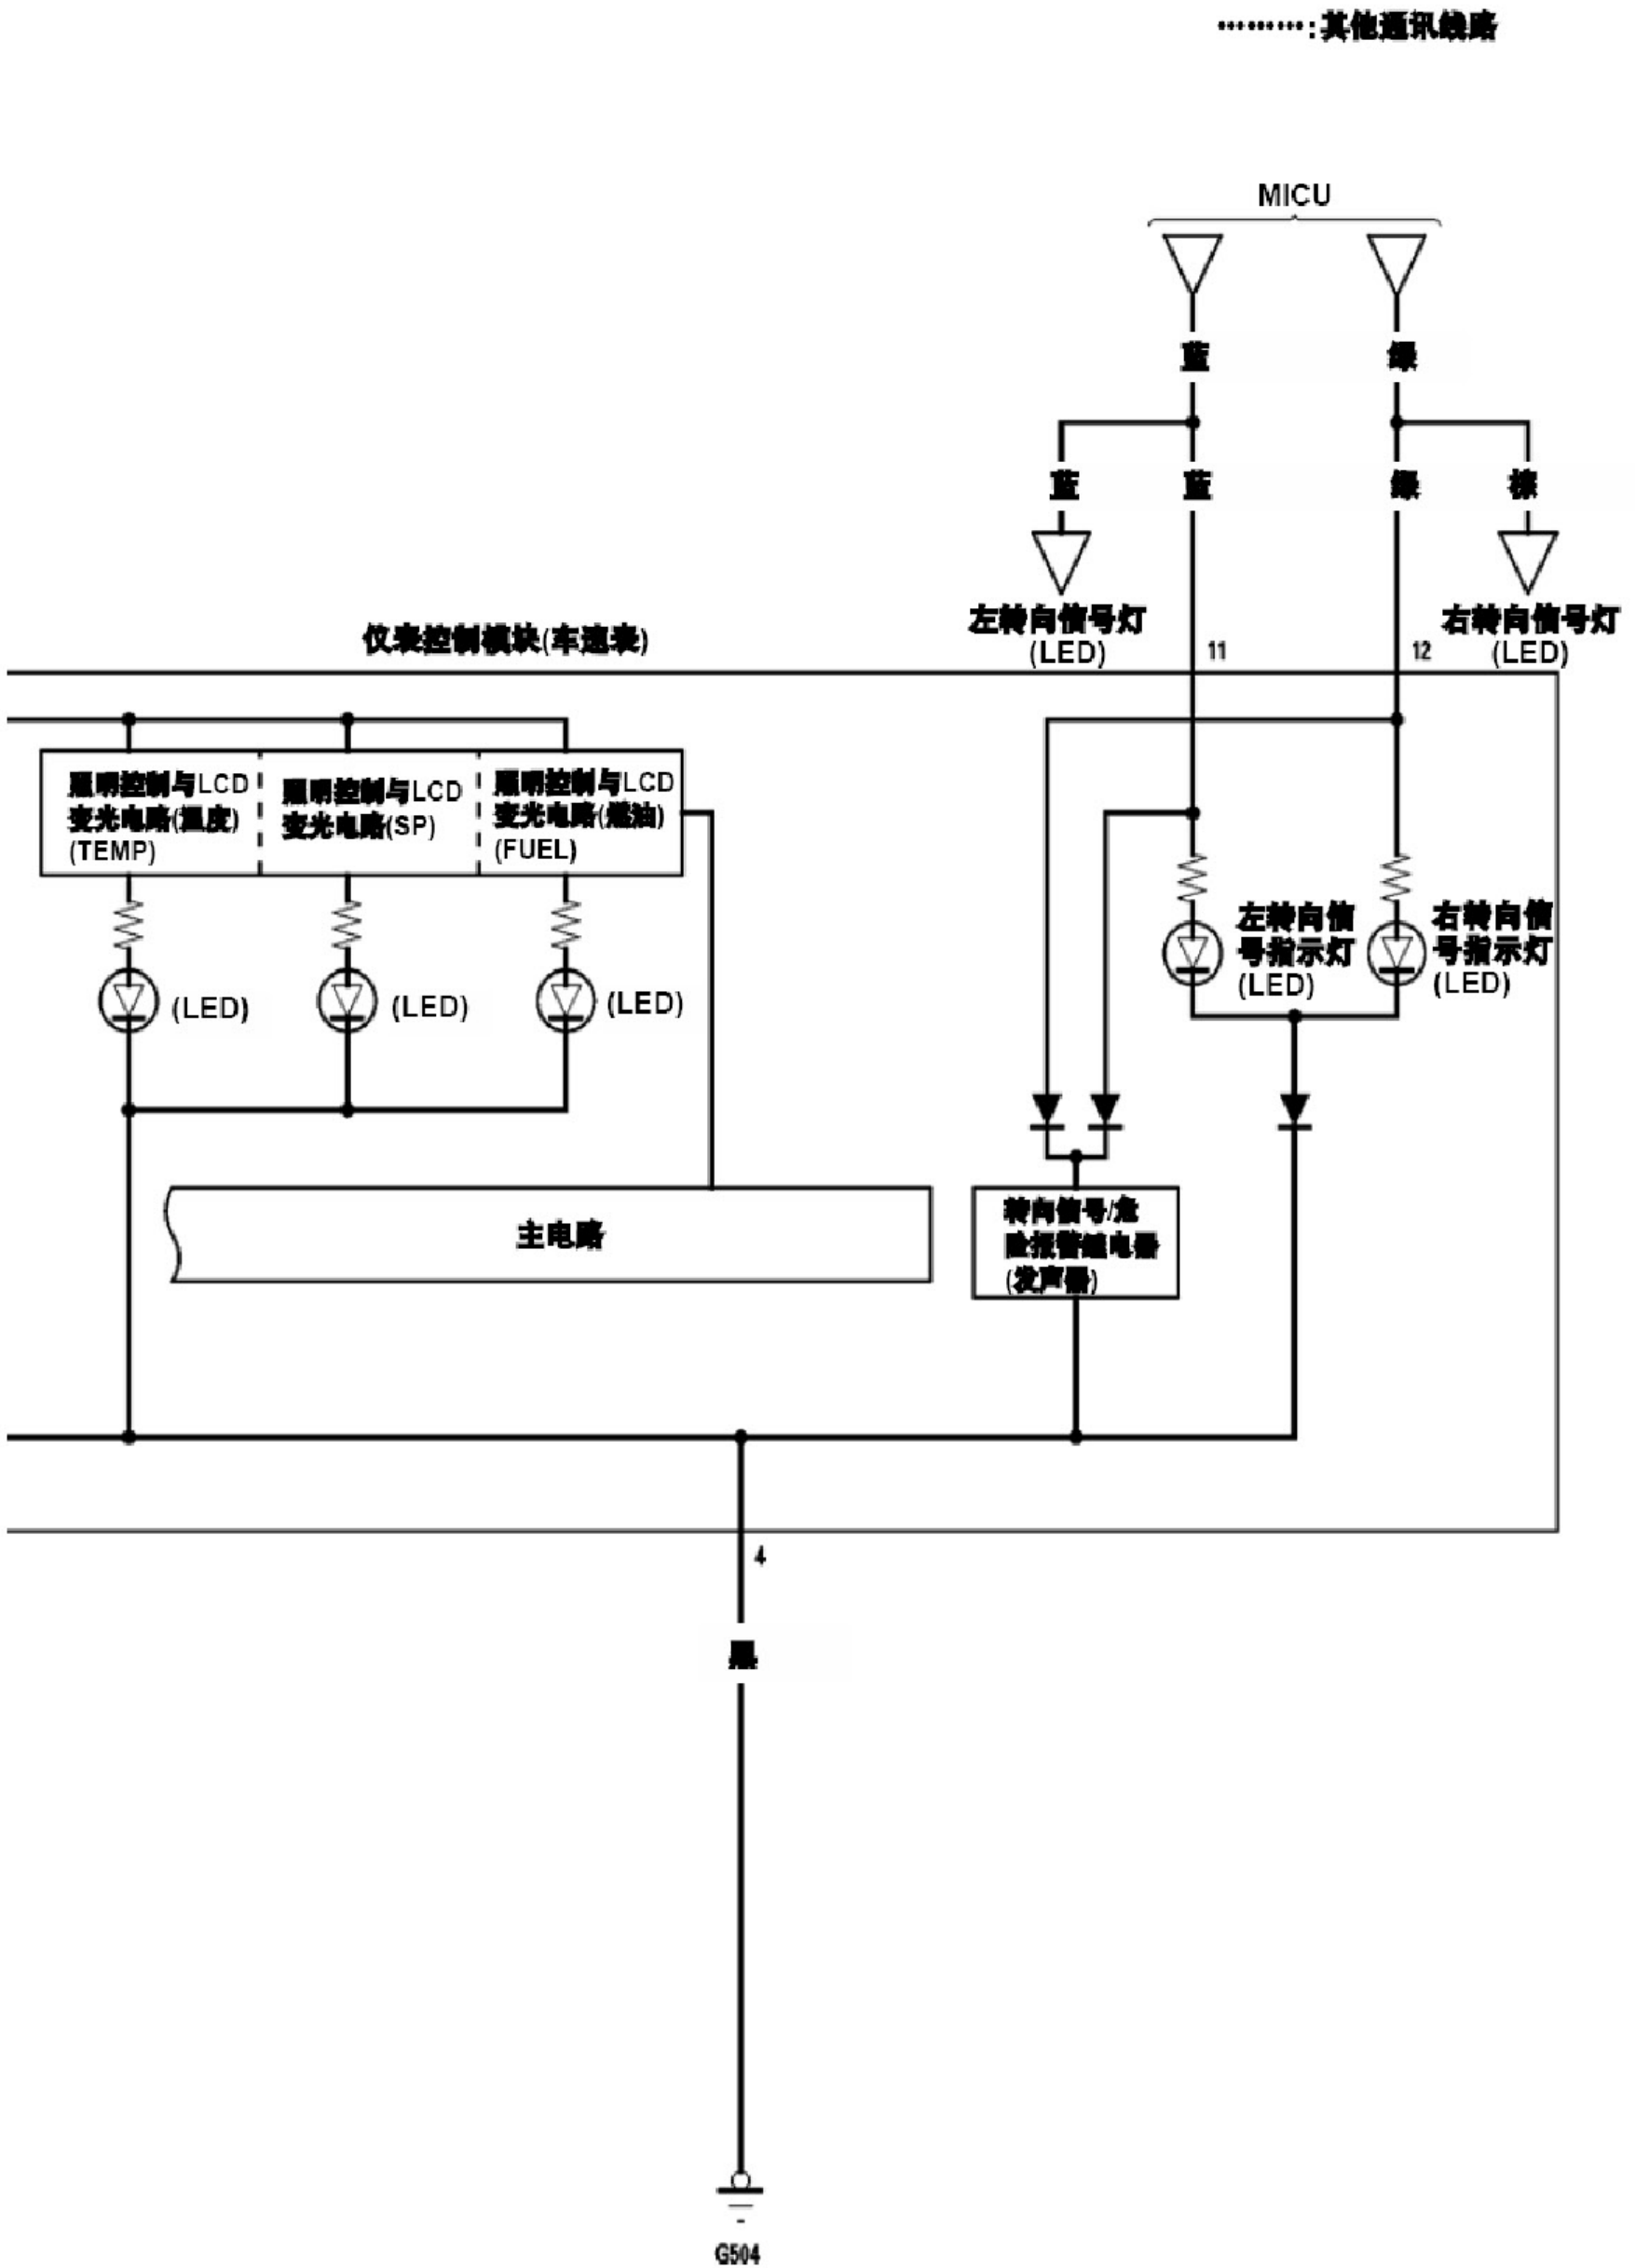 .........:其他通讯线路
MICU
蓝
绿
蓝
蓝
绿
棕
左转向信号灯
(LED)
右转向信号灯
(LED)
仪表控制模块(车速表)
11
12
照明控制与LCD
变光电路(温度)
(TEMP)
照明控制与LCD
变光电路(SP)
照明控制与LCD
变光电路(燃油)
(FUEL)
左转向信
号指示灯
(LED)
右转向信
号指示灯
(LED)
(LED)
(LED)
(LED)
主电路
转向信号/危
险报警继电器
(发声器)
4
黑
G504